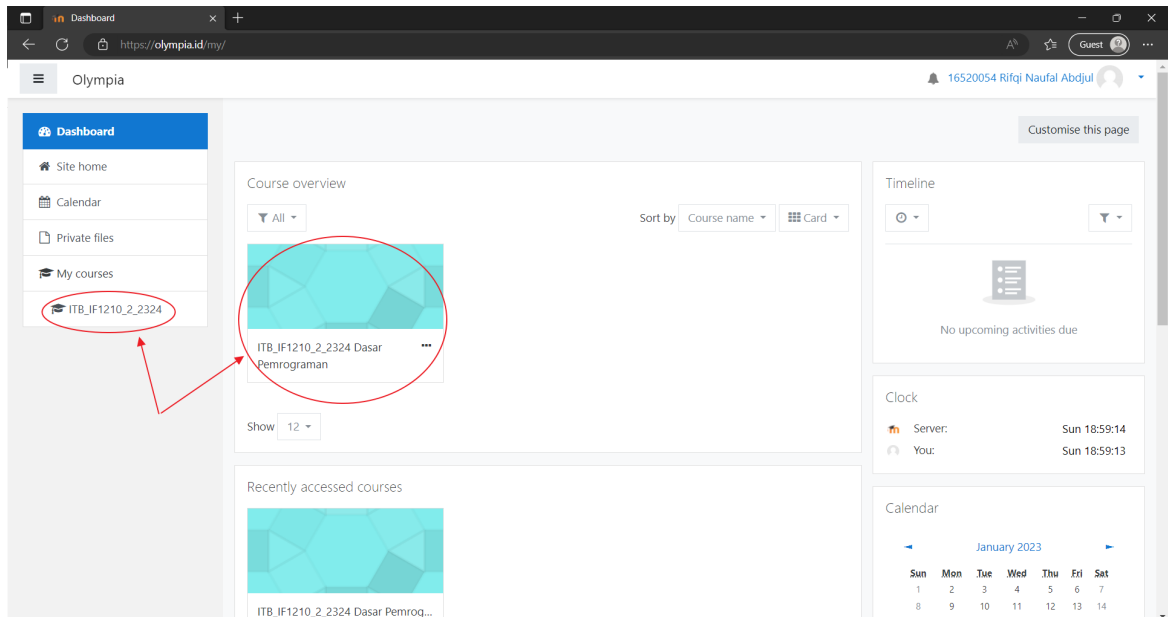 Dashboard
https://olympia.id/my/
Guest
Olympia
16520054 Rifqi Naufal Abdjul
Customise this page
Dashboard
Site home
Calendar
Private files
My courses
ITB_IF1210_2_2324
Course overview
All
Sort by Course name Card
ITB_IF1210_2_2324 Dasar
Pemrograman
Show 12
Recently accessed courses
ITB_IF1210_2_2324 Dasar Pemrog...
Timeline
No upcoming activities due
Clock
Server: Sun 18:59:14
You: Sun 18:59:13
Calendar
January 2023
Sun Mon Tue Wed Thu Fri Sat
1 2 3 4 5 6 7
8 9 10 11 12 13 14